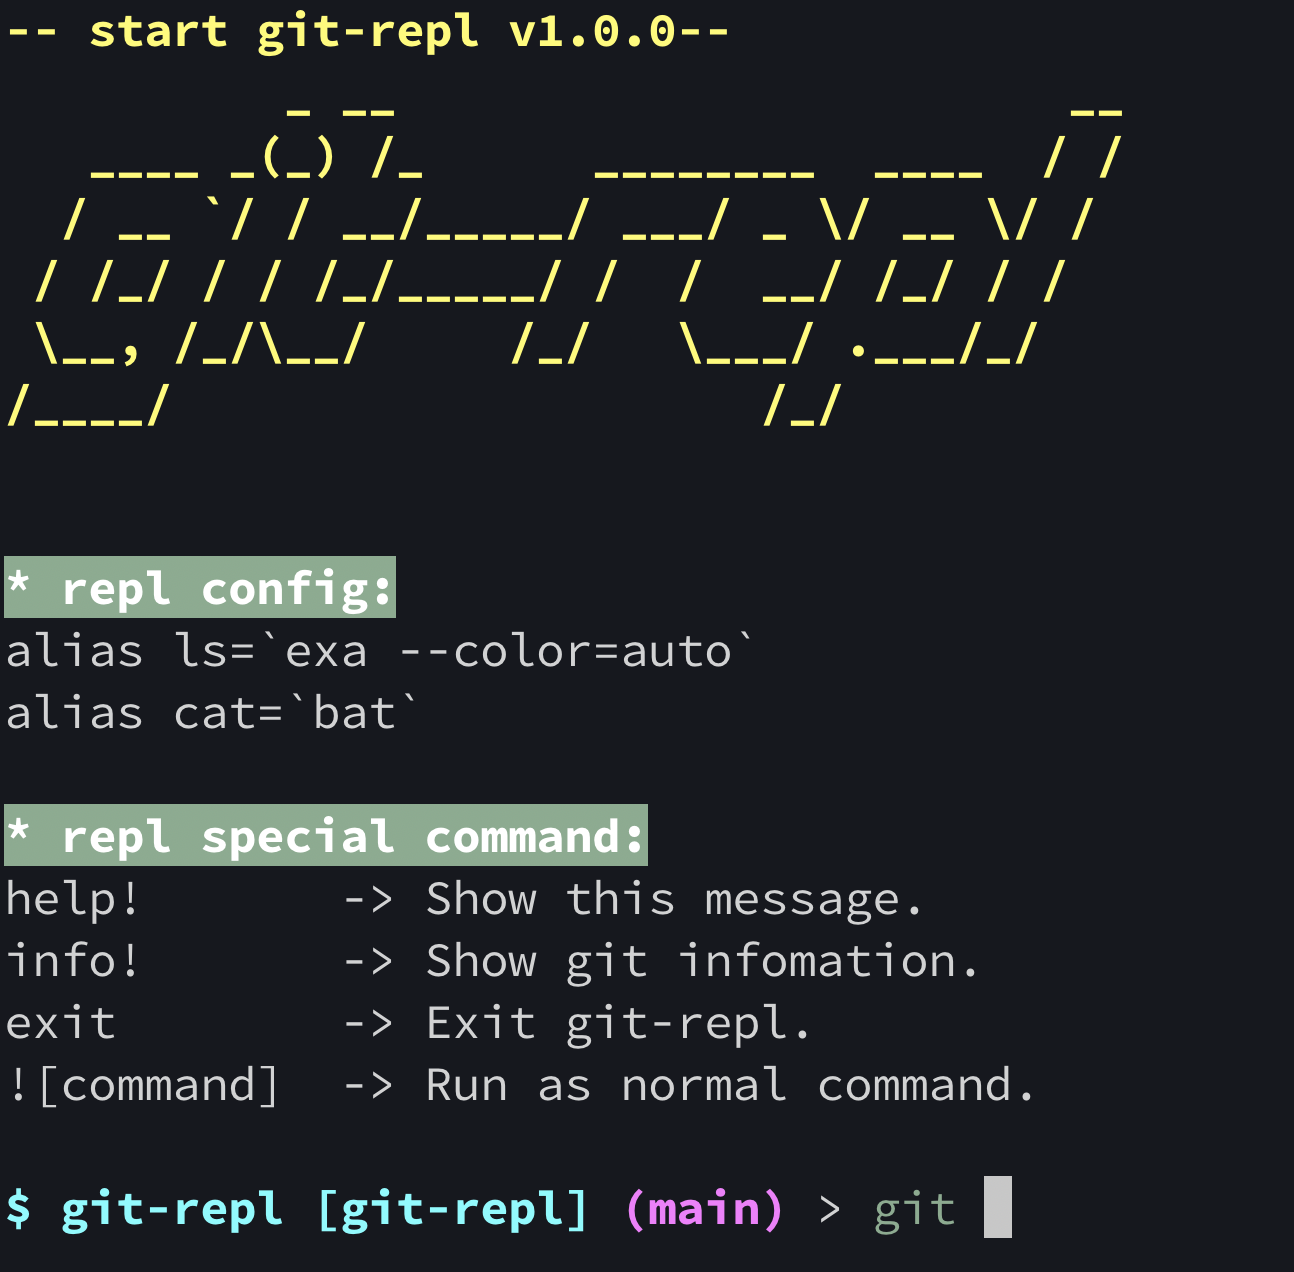 -- start git-repl v1.0.0--
          _ __                        __
   ____ _(_) /_      ________  ____  / /
  / __ `/ / __/_____/ ___/ _ \/ __ \/ /
 / /_/ / / /_/_____/ /  /  __/ /_/ / /
 \__, /_/\__/     /_/   \___/ .___/_/
/____/                     /_/
* repl config:
alias ls=`exa --color=auto`
alias cat=`bat`
* repl special command:
help!       -> Show this message.
info!       -> Show git infomation.
exit        -> Exit git-repl.
![command]  -> Run as normal command.
$ git-repl [git-repl] (main) > git